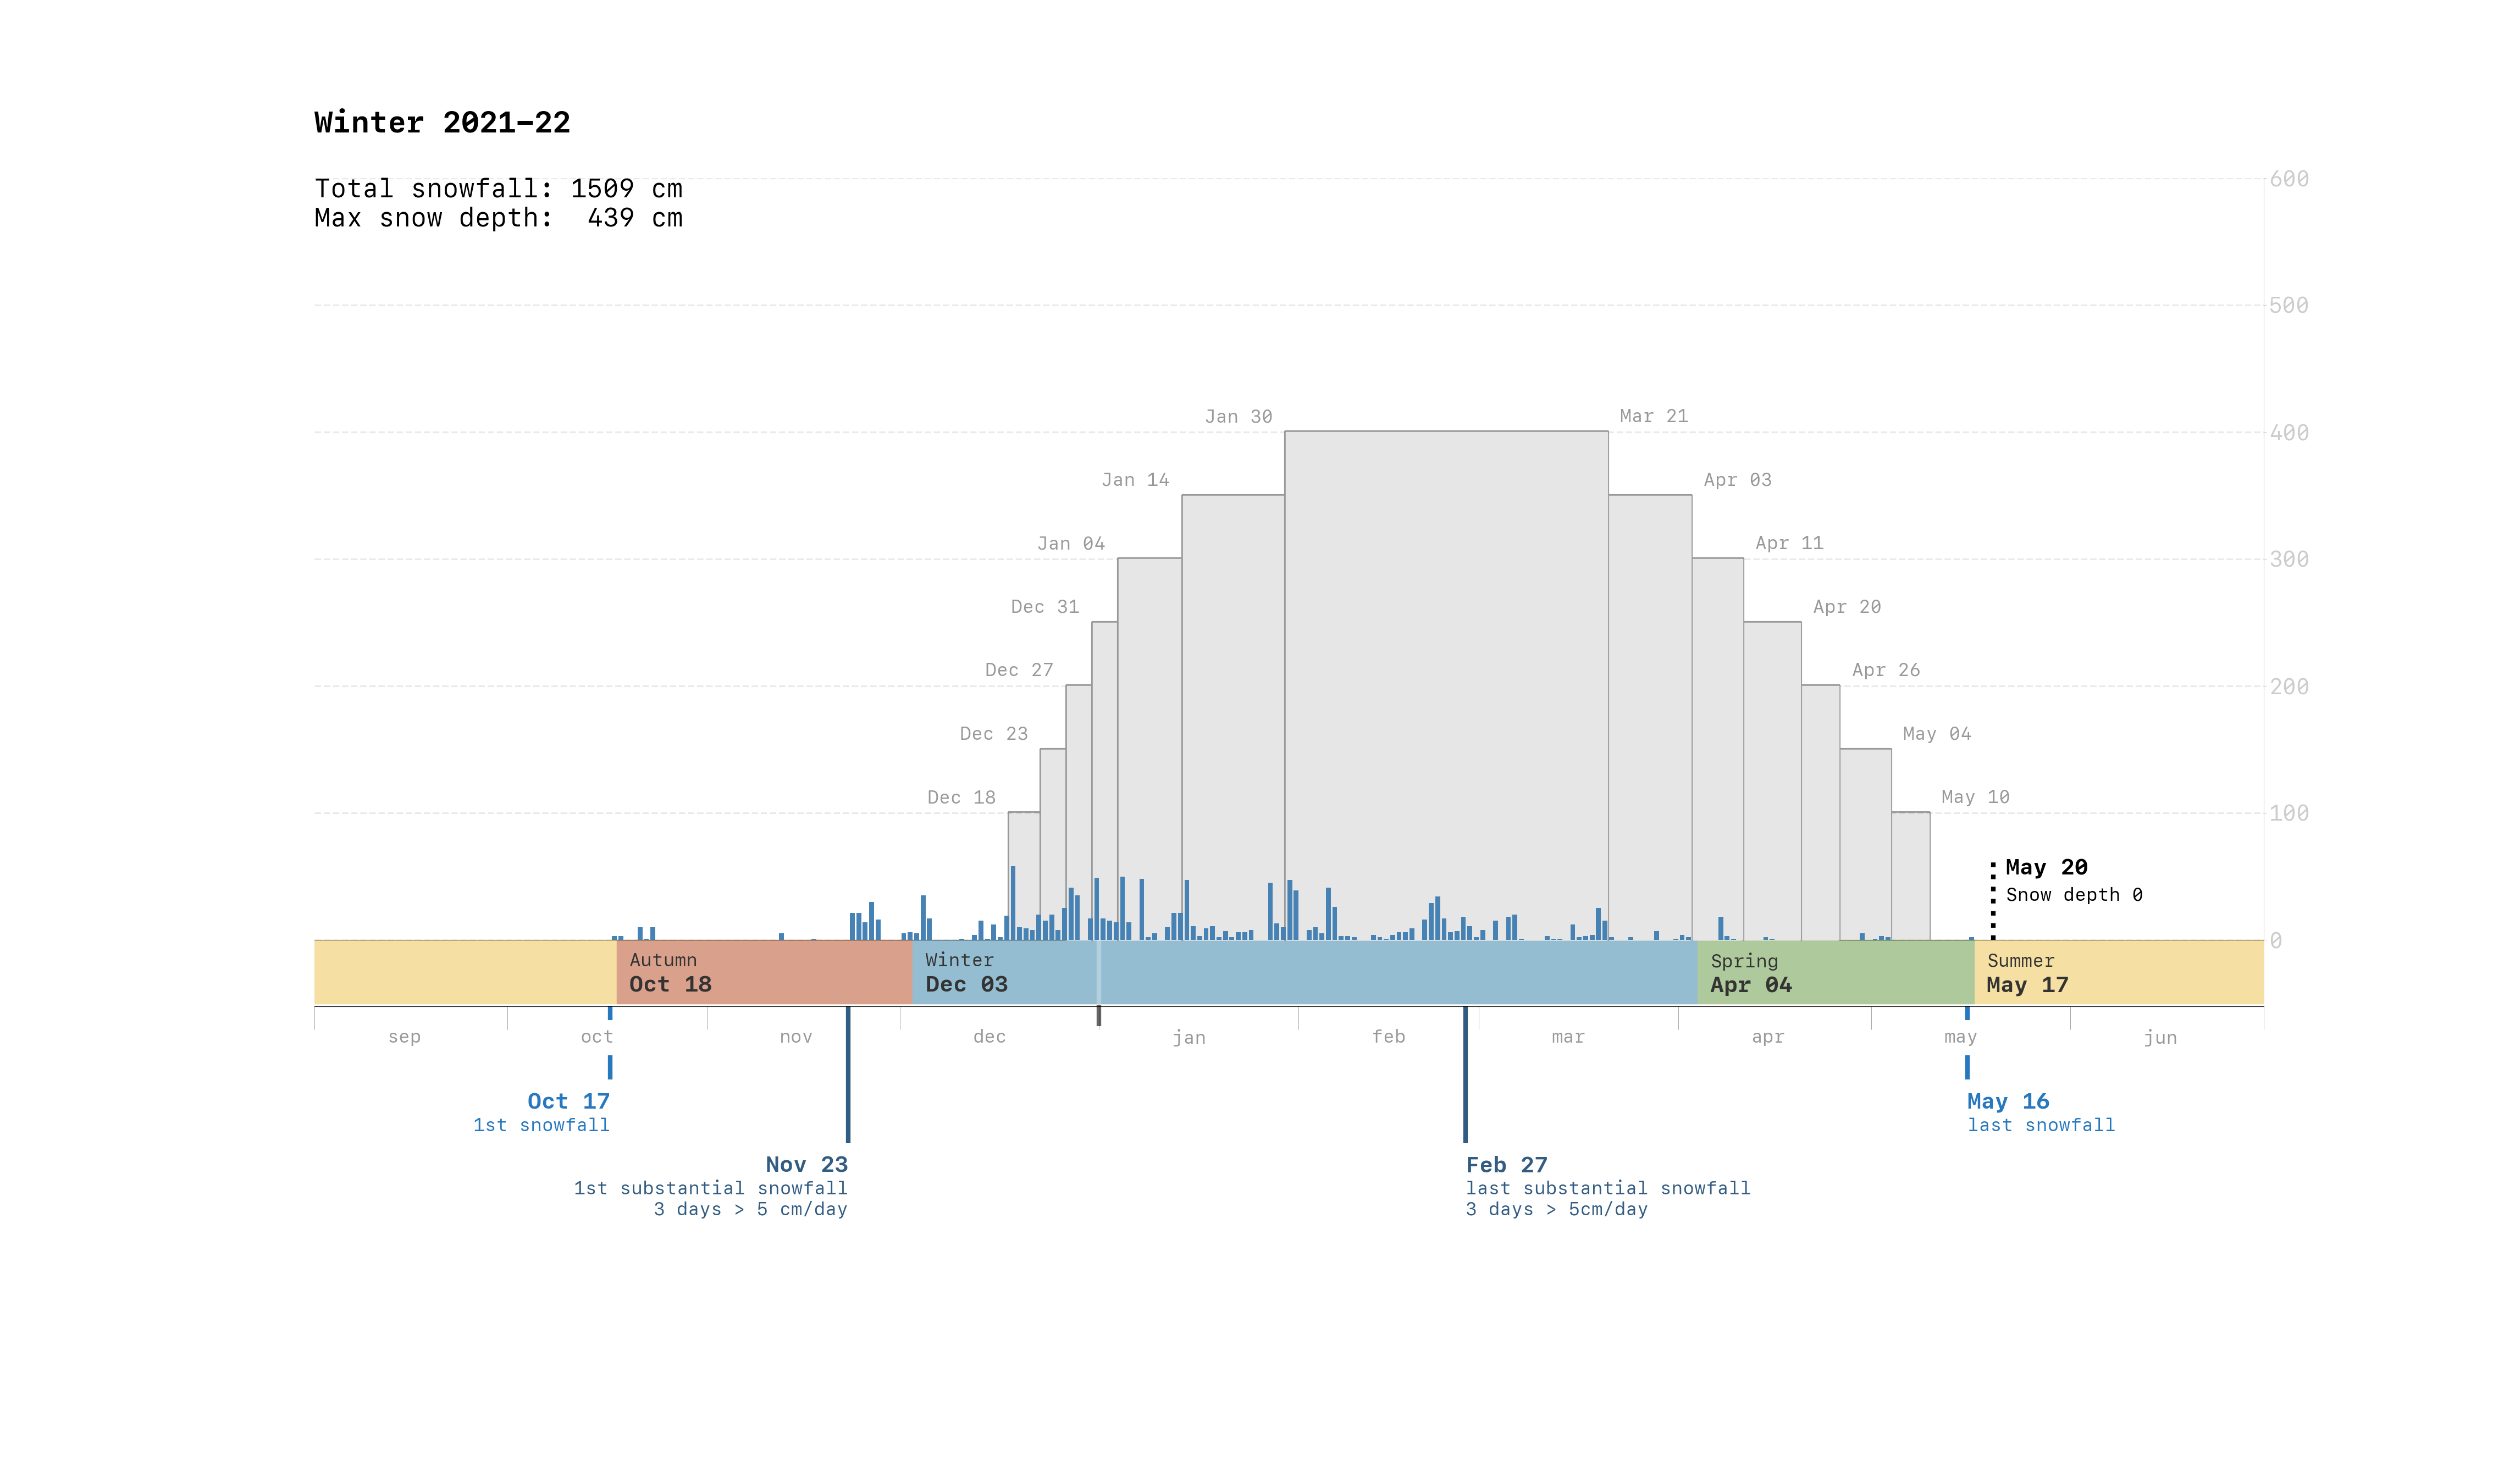 Winter 2021–22
Total snowfall: 1509 cm
Max snow depth: 439 cm
600
500
Jan 30
Mar 21
400
Jan 14
Apr 03
Jan 04
Apr 11
300
Dec 31
Apr 20
Dec 27
Apr 26
200
Dec 23
May 04
Dec 18
May 10
100
May 20
Snow depth 0
0
Autumn
Oct 18
Winter
Dec 03
Spring
Apr 04
Summer
May 17
sep
oct
nov
dec
jan
feb
mar
apr
may
jun
Oct 17
1st snowfall
May 16
last snowfall
Nov 23
1st substantial snowfall
3 days > 5 cm/day
Feb 27
last substantial snowfall
3 days > 5cm/day